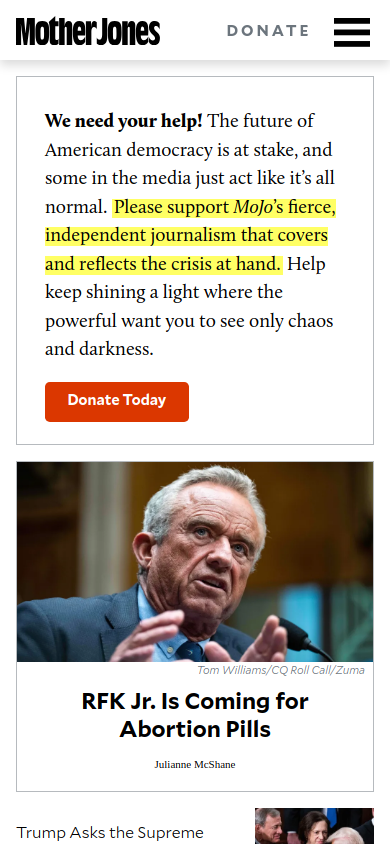 Mother Jones
DONATE
We need your help! The future of
American democracy is at stake, and
some in the media just act like it’s all
normal. Please support MoJo’s fierce,
independent journalism that covers
and reflects the crisis at hand. Help
keep shining a light where the
powerful want you to see only chaos
and darkness.
Donate Today
Tom Williams/CQ Roll Call/Zuma
RFK Jr. Is Coming for
Abortion Pills
Julianne McShane
Trump Asks the Supreme